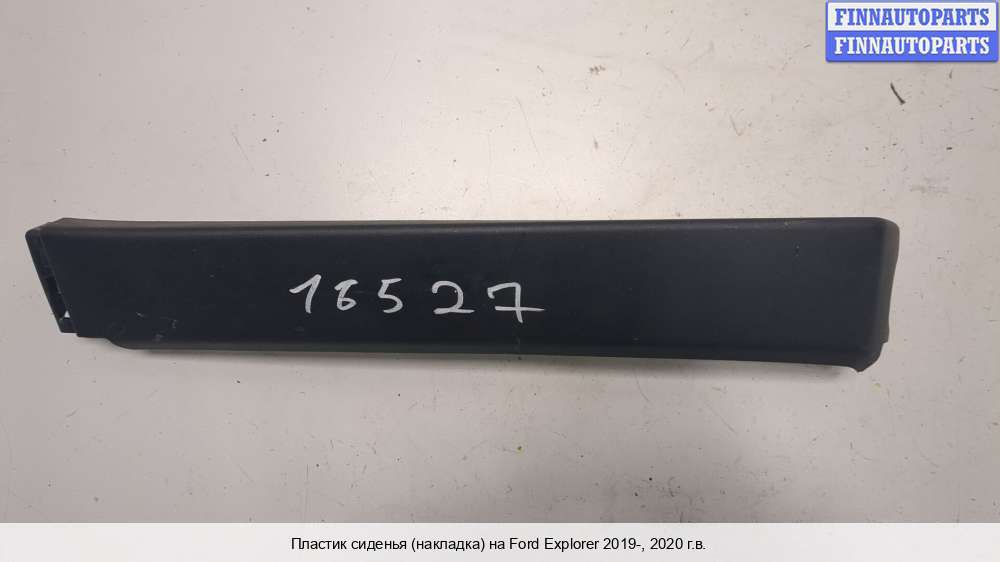 FINNAUTOPARTS
FINNAUTOPARTS
16527
Пластик сиденья (накладка) на Ford Explorer 2019-, 2020 г.в.